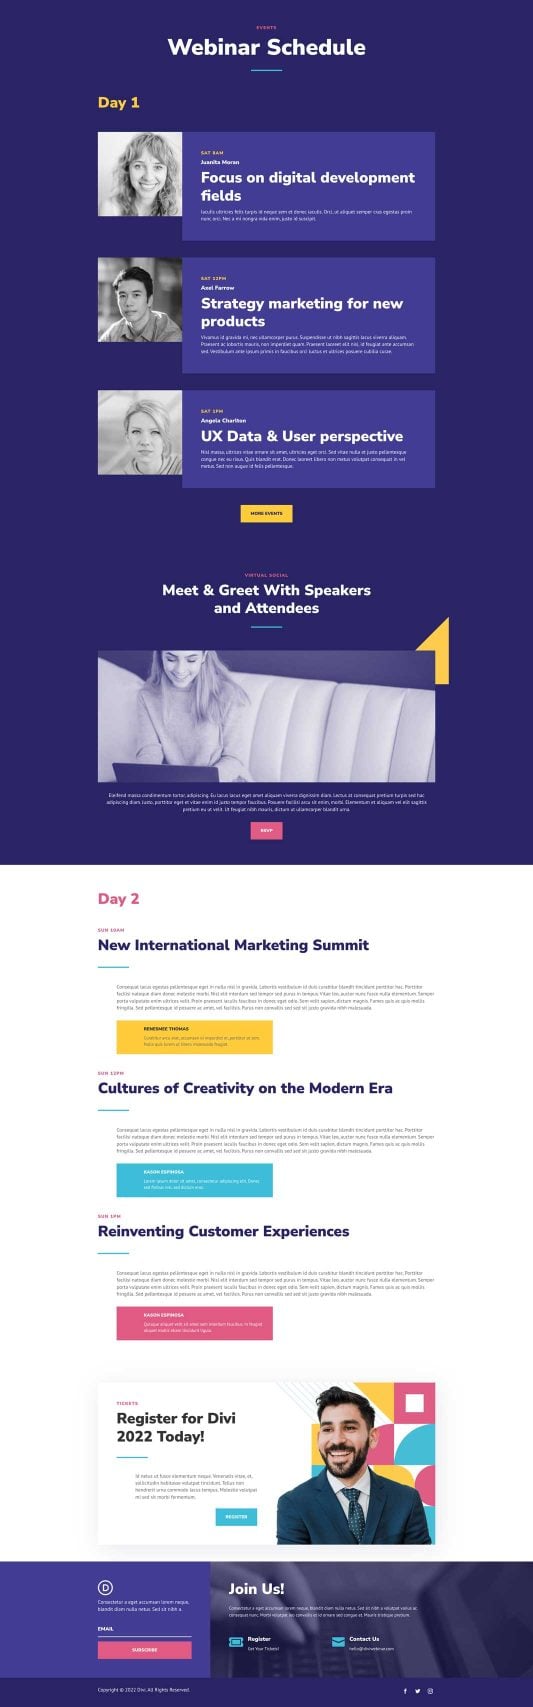 EVENTS
Webinar Schedule
Day 1
SAT 8AM
Juanita Moran
Focus on digital development
fields
Iaculis ultricies felis turpis id neque sem et donec iaculis. Orci, ut aliquet semper cras egestas proin
nunc orci. Nec a mi nongra vida enim, justo id suscipit.
SAT 12PM
Axel Farrow
Strategy marketing for new
products
Vivamus id gravida mi, nec ullamcorper purus. Suspendisse ut nibh sagittis lacus viverra aliquam.
Praesent ac lobortis mauris, non imperdiet quam. Praesent laoreet elit nisi, id feugiat ante accumsan
sed. Vestibulum ante ipsum primis in faucibus orci luctus et ultrices posuere cubilia curae.
SAT 1PM
Angela Charlton
UX Data & User perspective
Nisl massa, ultrices vitae ornare sit amet, ultricies eget orci. Sed vitae nulla et justo pellentesque
congue nec eu risus. Quis blandit erat. Donec laoreet libero non metus volutpat consequat in vel
metus. Sed non augue id felis pellentesque.
MORE EVENTS
VIRTUAL SOCIAL
Meet & Greet With Speakers
and Attendees
Eleifend massa condimentum tortor, adipiscing. Eu lacus lacus eget amet aliquam viverra dignissim diam. Lectus at consequat pretium turpis sed hac
adipiscing diam. Justo, porttitor eget et vitae enim id justo tempor faucibus. Posuere facilisi arcu sit enim, morbi. Elementum et aliquam vel elit sagittis
pretium eu at velit. Ut feugiat nibh mauris, dictum at ullamcorper blandit urna.
RSVP
Day 2
SUN 10AM
New International Marketing Summit
Consequat lacus egestas pellentesque eget in nulla in gravida. Lobortis vestibulum id duis curabitur blandit tincidunt porttitor hac. Porttitor
facilisi natoque diam donec molestie morbi. Nisl elit interdum sed tempor sed purus in tempus. Vitae leo, auctor nunc fusce nulla elementum. Semper
porta vulputate enim ultrices velit. Proin placerat iaculis faucibus in donec eget odio. Sem velit sapien, dictum magnis. Fames quis ac quis mollis
fringilla. Sed posuere ac amet, vel facilisis. Purus non convallis sed sed sit justo gravida nibh malesuada.
RENESMEE THOMAS
Curabitur arcu erat, accumsan id imperdiet et, porttitor at sem.
Nulla quis lorem ut libero malesuada feugiat.
SUN 12PM
Cultures of Creativity on the Modern Era
Consequat lacus egestas pellentesque eget in nulla in gravida. Lobortis vestibulum id duis curabitur blandit tincidunt porttitor hac. Porttitor
facilisi natoque diam donec molestie morbi. Nisl elit interdum sed tempor sed purus in tempus. Vitae leo, auctor nunc fusce nulla elementum. Semper
porta vulputate enim ultrices velit. Proin placerat iaculis faucibus in donec eget odio. Sem velit sapien, dictum magnis. Fames quis ac quis mollis
fringilla. Sed posuere ac amet, vel facilisis. Purus non convallis sed sed sit justo gravida nibh malesuada.
KASON ESPINOSA
Lorem ipsum dolor sit amet, consectetur adipiscing elit. Donec
sed finibus nisi, sed dictum eros.
SUN 1PM
Reinventing Customer Experiences
Consequat lacus egestas pellentesque eget in nulla in gravida. Lobortis vestibulum id duis curabitur blandit tincidunt porttitor hac. Porttitor
facilisi natoque diam donec molestie morbi. Nisl elit interdum sed tempor sed purus in tempus. Vitae leo, auctor nunc fusce nulla elementum. Semper
porta vulputate enim ultrices velit. Proin placerat iaculis faucibus in donec eget odio. Sem velit sapien, dictum magnis. Fames quis ac quis mollis
fringilla. Sed posuere ac amet, vel facilisis. Purus non convallis sed sed sit justo gravida nibh malesuada.
KASON ESPINOSA
Quisque aliquet velit sit amet sem interdum faucibus. In feugiat
aliquet mollis etiam tincidunt ligula.
TICKETS
Register for Divi
2022 Today!
Id netus ut fusce elementum neque. Venenatis vitae, et,
sollicitudin habitasse volutpat tincidunt. Tellus non
hendrerit urna commodo lacus tempus. Molestie volutpat
mi sed sit morbi fermentum.
REGISTER
D
Consectetur a eget accumsan lorem neque,
blandit diam nulla netus. Sed sit nibh a.
EMAIL
SUBSCRIBE
Join Us!
Consectetur a eget accumsan lorem neque, blandit diam nulla netus. Sed sit nibh a volutpat varius ac
consequat nunc. Morbi volutpat leo convallis et id ornare sed congue et. Mauris tristique pretium.
Register
Get Your Tickets!
Contact Us
hello@diviwebinar.com
Copyright © 2022 Divi. All Rights Reserved.